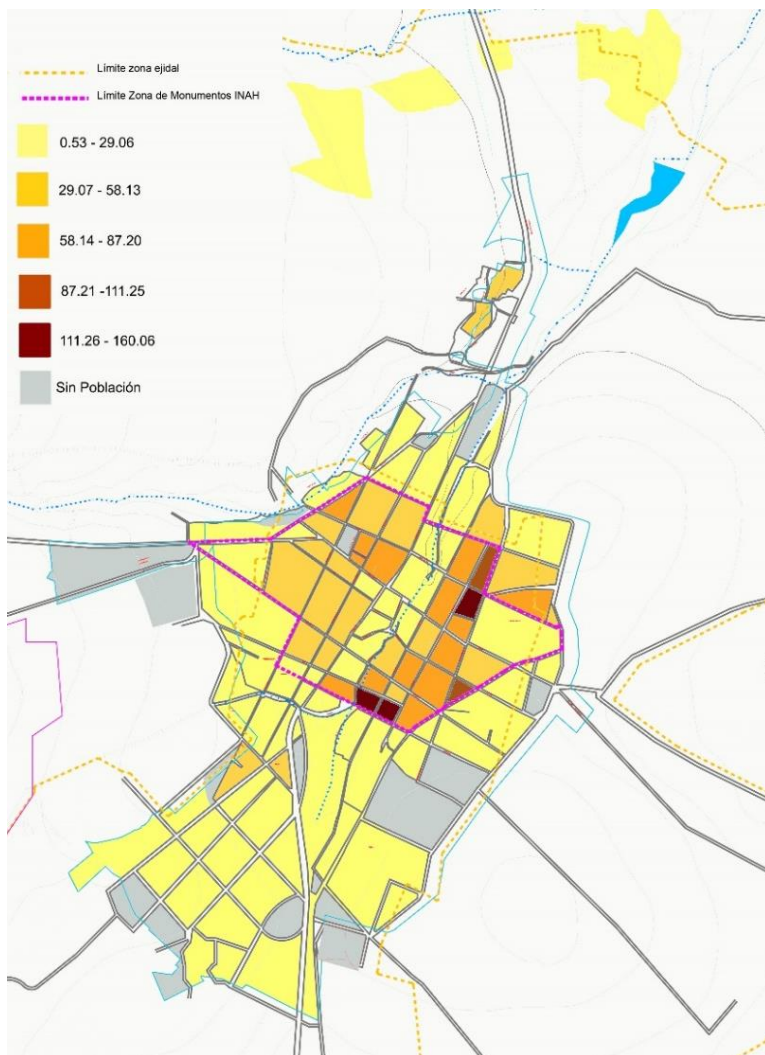 Límite zona ejidal
Límite Zona de Monumentos INAH
0.53 - 29.06
29.07 - 58.13
58.14 - 87.20
87.21 -111.25
111.26 - 160.06
Sin Población